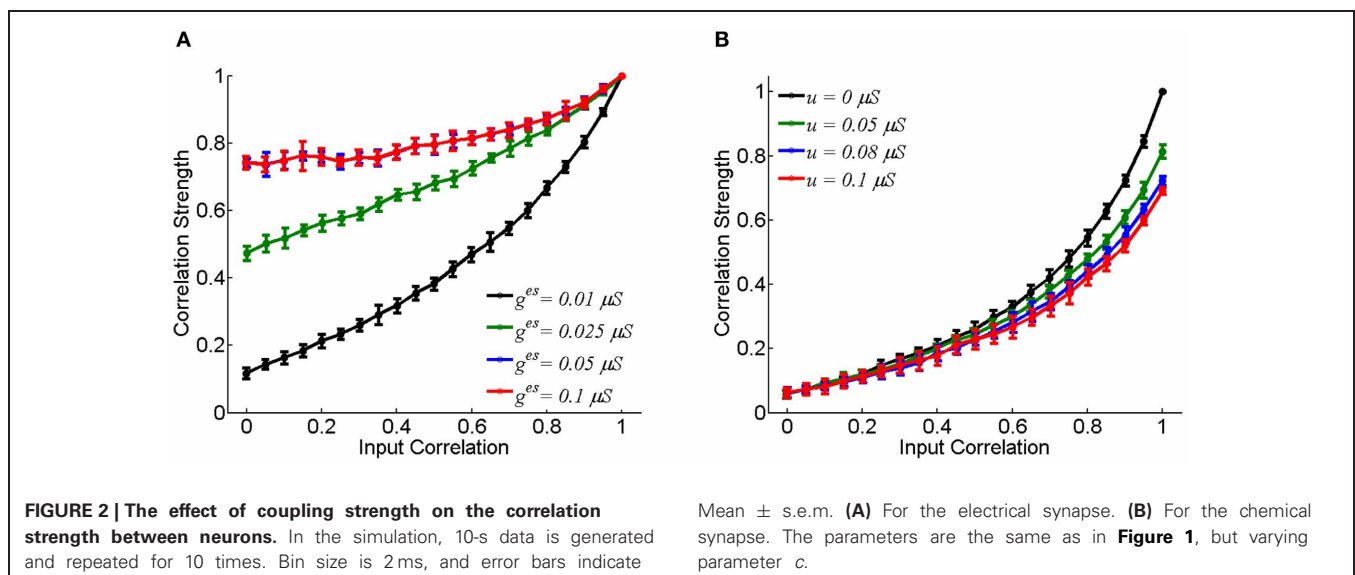 A
Correlation Strength
1
0.8
0.6
0.4
0.2
0
0 0.2 0.4 0.6 0.8 1
Input Correlation
g^es = 0.01 μS
g^es = 0.025 μS
g^es = 0.05 μS
g^es = 0.1 μS
B
Correlation Strength
1
0.8
0.6
0.4
0.2
0
0 0.2 0.4 0.6 0.8 1
Input Correlation
u = 0 μS
u = 0.05 μS
u = 0.08 μS
u = 0.1 μS
FIGURE 2 | The effect of coupling strength on the correlation
strength between neurons. In the simulation, 10-s data is generated
and repeated for 10 times. Bin size is 2 ms, and error bars indicate
Mean ± s.e.m. (A) For the electrical synapse. (B) For the chemical
synapse. The parameters are the same as in Figure 1, but varying
parameter c.